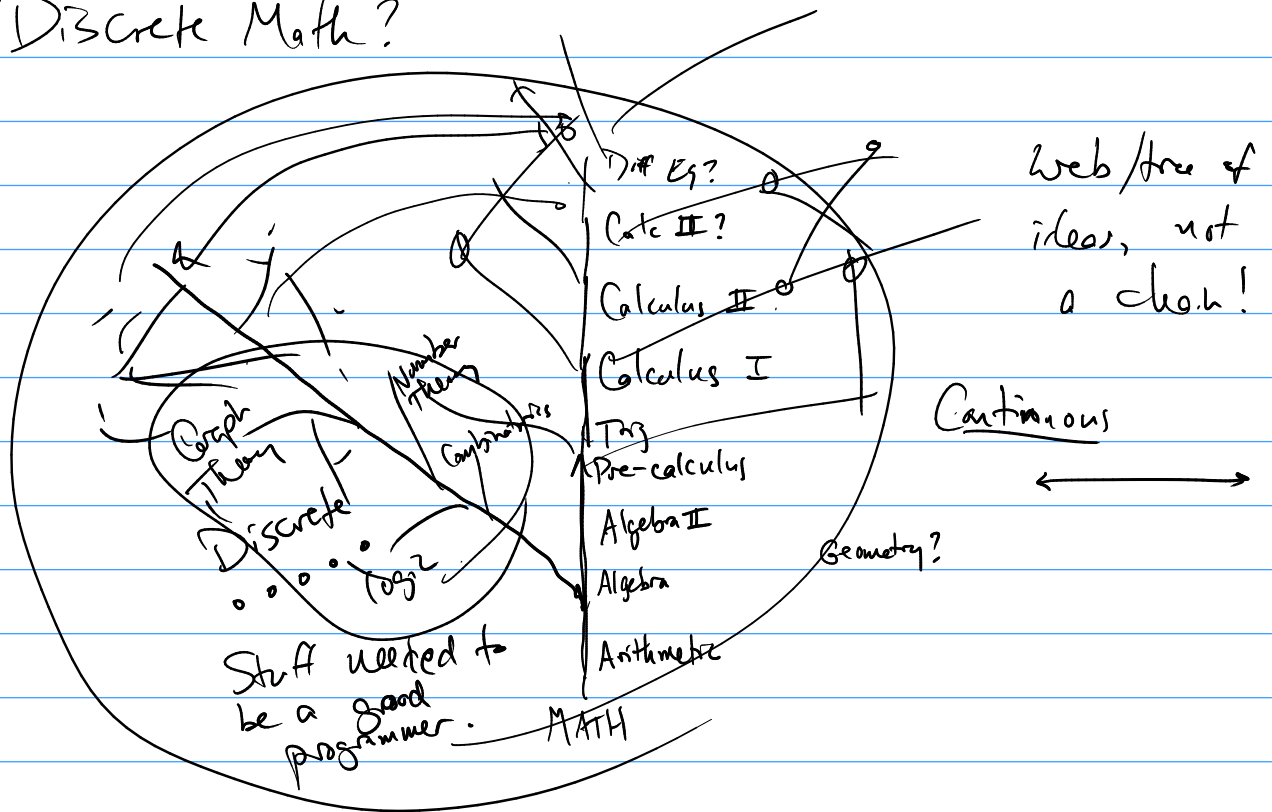 Discrete Math?
Diff Eq?
Calc III?
Calculus II
Calculus I
Trig
Pre-calculus
Algebra II
Algebra
Arithmetic
MATH
Web/tree of
ideas, not
a chain!
Continuous
Geometry?
Number
Theory
Combinatorics
Graph
Theory
Discrete
Logic
Stuff needed to
be a good
programmer.